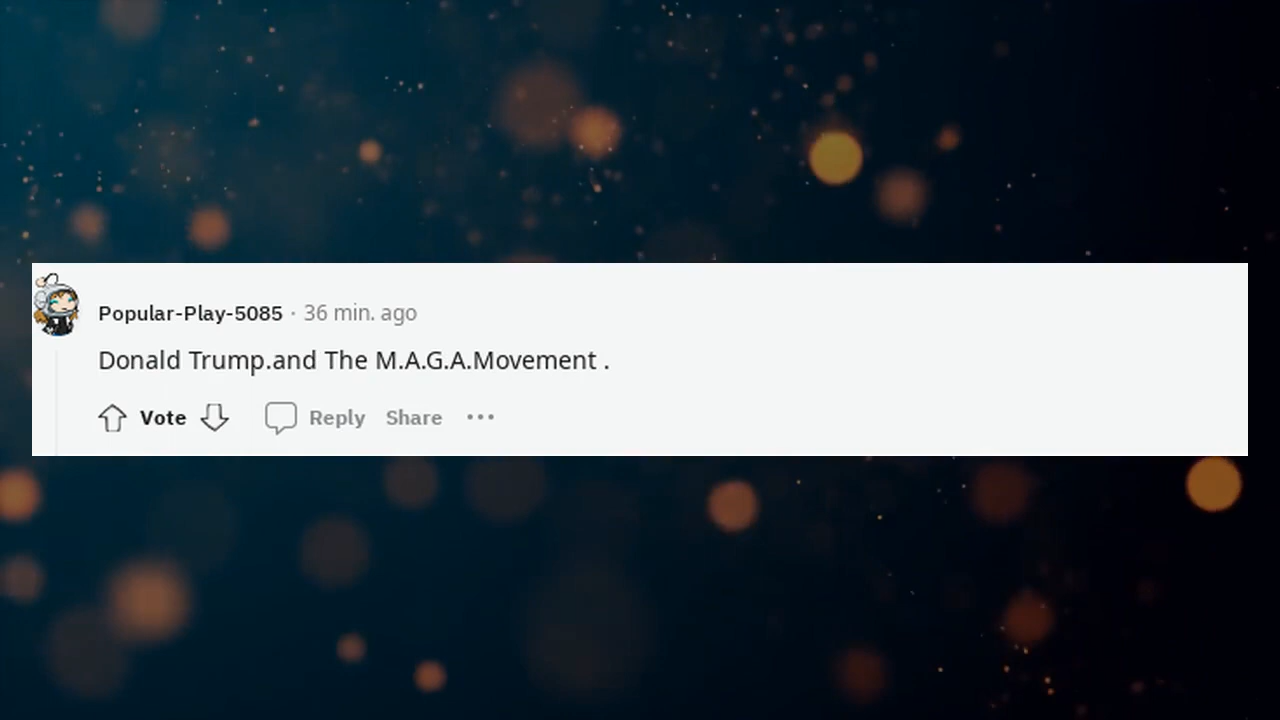 Popular-Play-5085 · 36 min. ago
Donald Trump.and The M.A.G.A.Movement .
Vote Reply Share •••